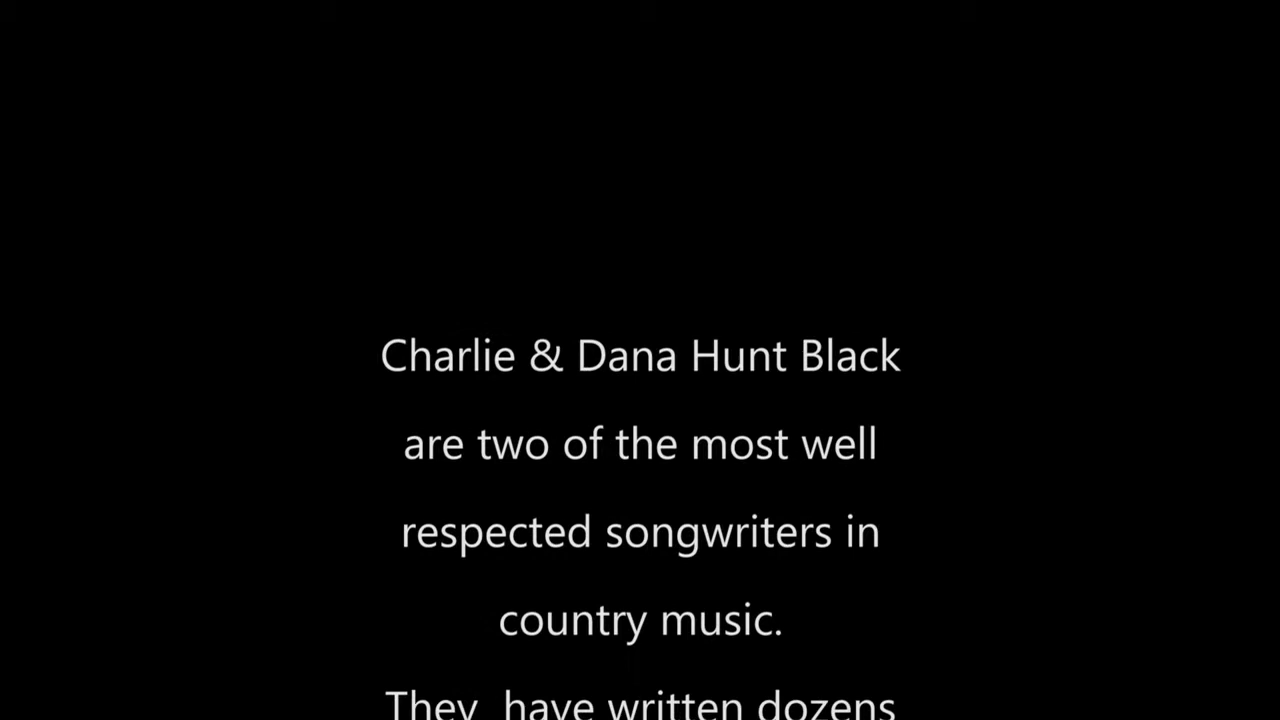 Charlie & Dana Hunt Black
are two of the most well
respected songwriters in
country music.
They  have written dozens